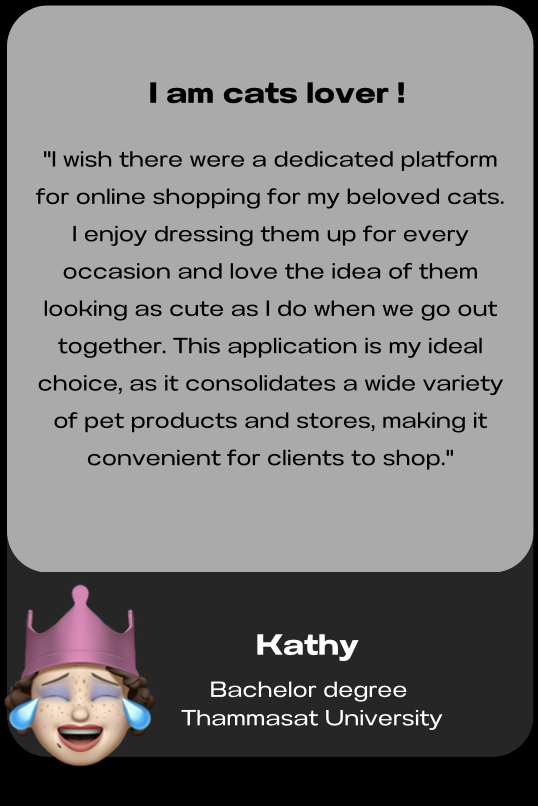 I am cats lover !
"I wish there were a dedicated platform
for online shopping for my beloved cats.
I enjoy dressing them up for every
occasion and love the idea of them
looking as cute as I do when we go out
together. This application is my ideal
choice, as it consolidates a wide variety
of pet products and stores, making it
convenient for clients to shop."
Kathy
Bachelor degree
Thammasat University